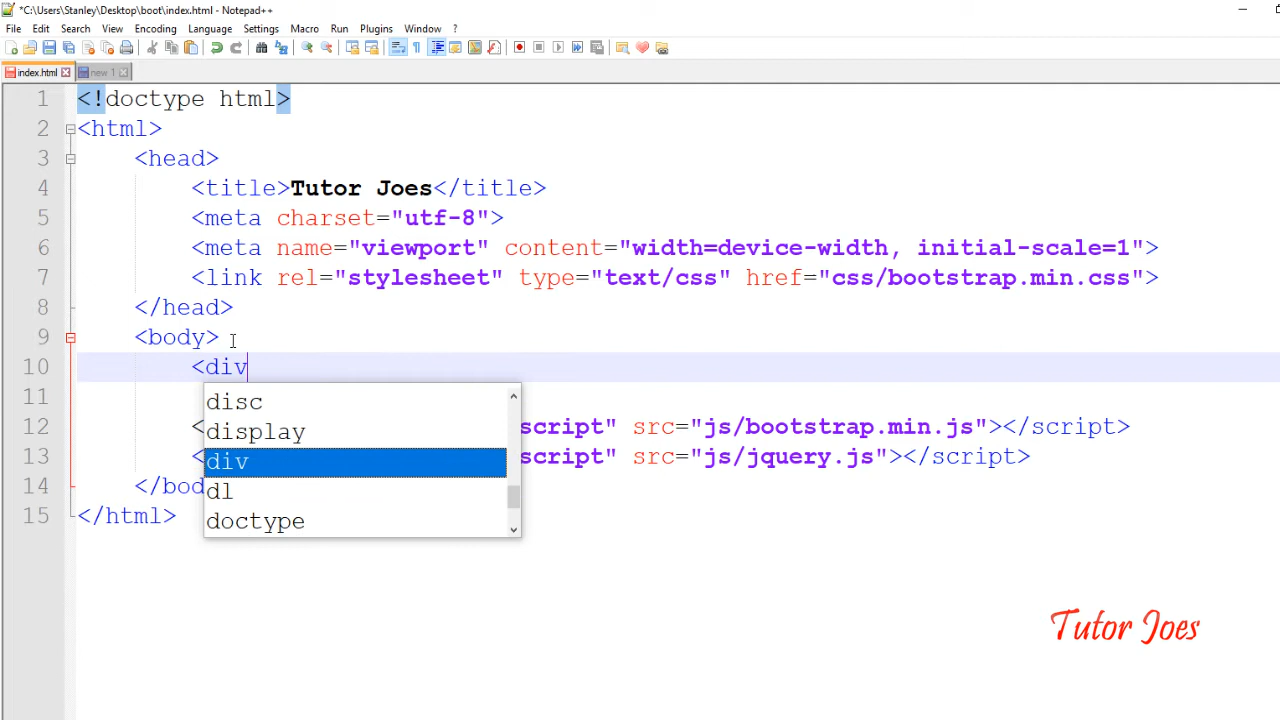 *C:\Users\Stanley\Desktop\boot\index.html - Notepad++
File Edit Search View Encoding Language Settings Macro Run Plugins Window ?
index.html new 1
1 <!doctype html>
2 <html>
3 <head>
4 <title>Tutor Joes</title>
5 <meta charset="utf-8">
6 <meta name="viewport" content="width=device-width, initial-scale=1">
7 <link rel="stylesheet" type="text/css" href="css/bootstrap.min.css">
8 </head>
9 <body>
10 <div
disc
11
display
12 < script" src="js/bootstrap.min.js"></script>
div
13 < script" src="js/jquery.js"></script>
14 </bod
dl
15 </html>
doctype
Tutor Joes